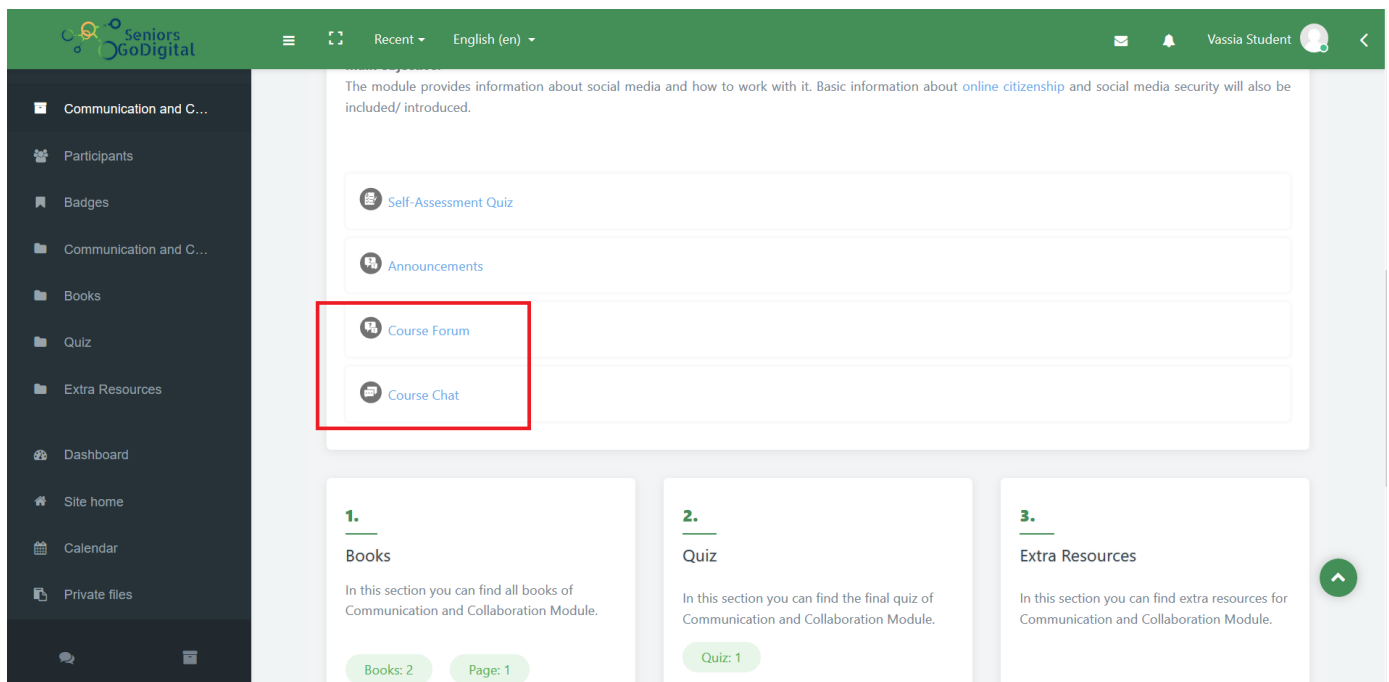 Seniors
GoDigital
Recent
English (en)
Vassia Student
Communication and C...
Participants
Badges
Communication and C...
Books
Quiz
Extra Resources
Dashboard
Site home
Calendar
Private files
The module provides information about social media and how to work with it. Basic information about online citizenship and social media security will also be
included/ introduced.
Self-Assessment Quiz
Announcements
Course Forum
Course Chat
1.
Books
In this section you can find all books of
Communication and Collaboration Module.
Books: 2
Page: 1
2.
Quiz
In this section you can find the final quiz of
Communication and Collaboration Module.
Quiz: 1
3.
Extra Resources
In this section you can find extra resources for
Communication and Collaboration Module.